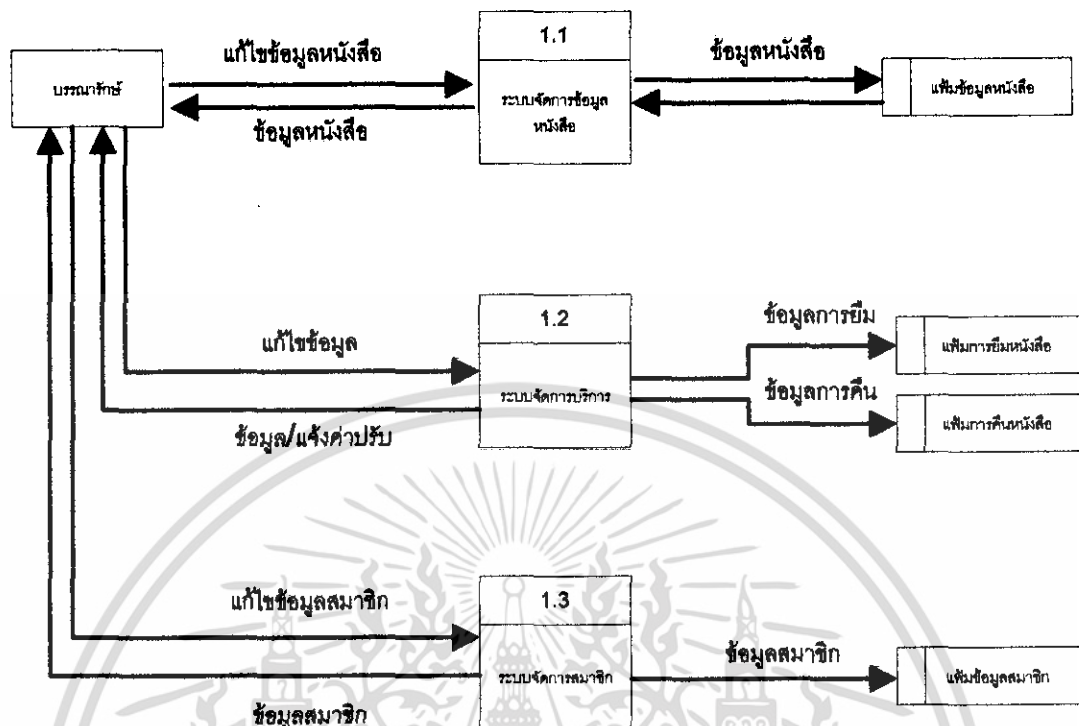 1.1
แก้ไขข้อมูลหนังสือ
ข้อมูลหนังสือ
บรรณารักษ์
ระบบจัดการข้อมูล
หนังสือ
แฟ้มข้อมูลหนังสือ
ข้อมูลหนังสือ
1.2
ข้อมูลการยืม
แก้ไขข้อมูล
แฟ้มการยืมหนังสือ
ระบบจัดการบริการ
ข้อมูลการคืน
แฟ้มการคืนหนังสือ
ข้อมูล/แจ้งค่าปรับ
1.3
แก้ไขข้อมูลสมาชิก
ระบบจัดการสมาชิก
ข้อมูลสมาชิก
แฟ้มข้อมูลสมาชิก
ข้อมูลสมาชิก